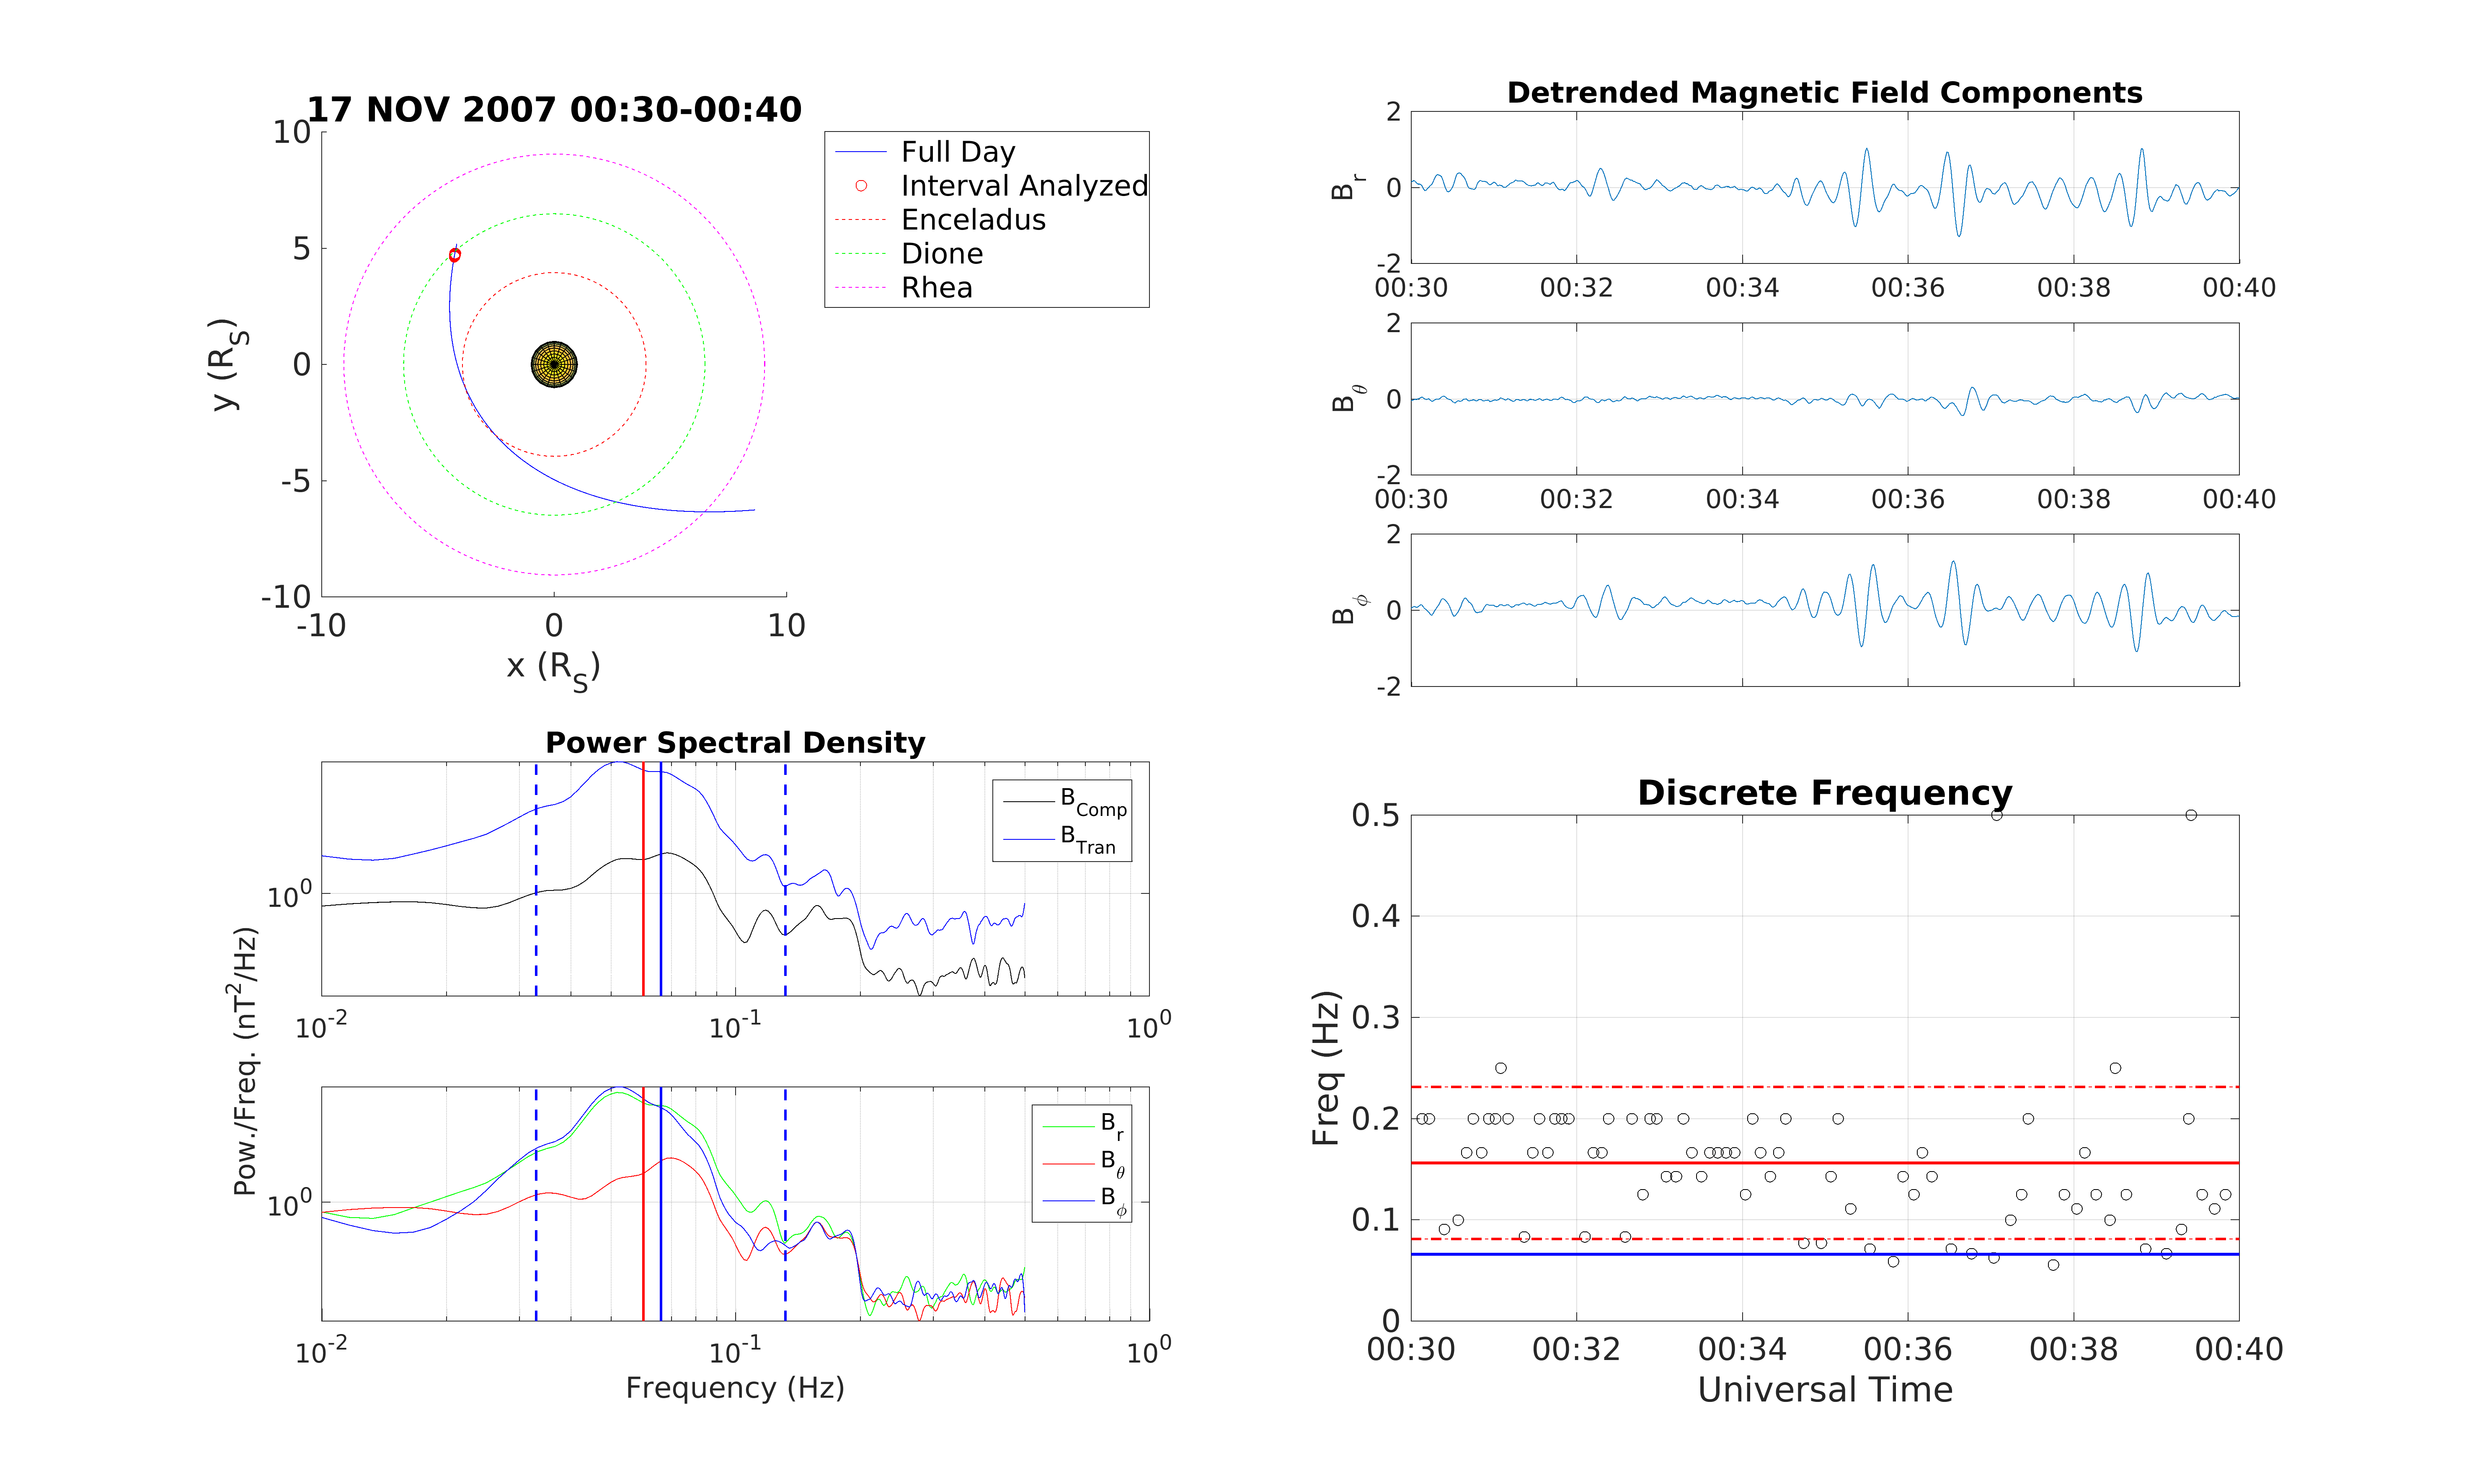 17 NOV 2007 00:30-00:40
10
5
0
-5
-10
-10 0 10
y (R_S)
x (R_S)
Full Day
Interval Analyzed
Enceladus
Dione
Rhea
Detrended Magnetic Field Components
2
0
-2
B_r
00:30 00:32 00:34 00:36 00:38 00:40
2
0
-2
B_θ
00:30 00:32 00:34 00:36 00:38 00:40
2
0
-2
B_ϕ
Power Spectral Density
B_Comp
B_Tran
10^0
10^-2 10^-1 10^0
Pow./Freq. (nT^2/Hz)
B_r
B_θ
B_ϕ
10^0
10^-2 10^-1 10^0
Frequency (Hz)
Discrete Frequency
0.5
0.4
0.3
0.2
0.1
0
Freq (Hz)
00:30 00:32 00:34 00:36 00:38 00:40
Universal Time